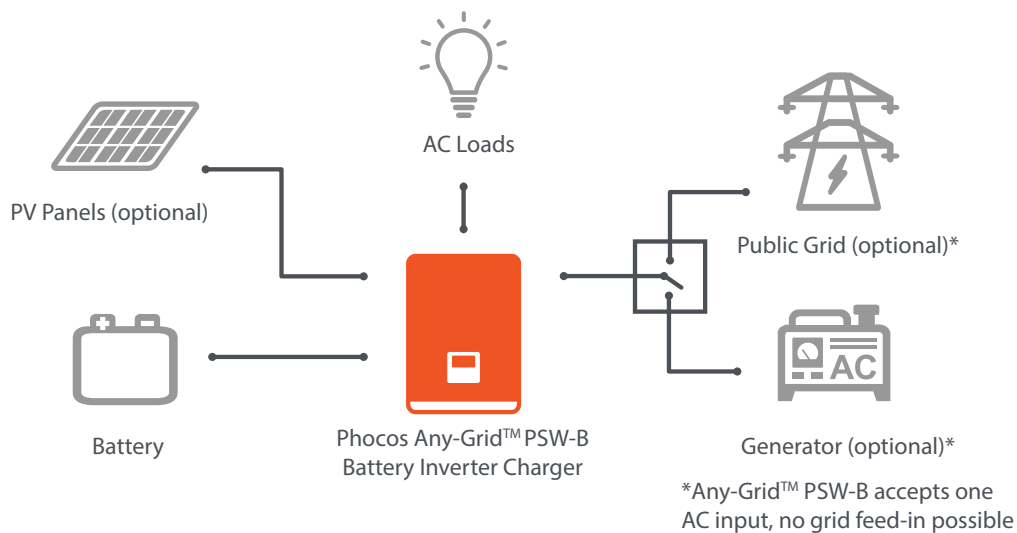 AC Loads
PV Panels (optional)
Public Grid (optional)*
AC
Battery
Phocos Any-Grid™ PSW-B
Battery Inverter Charger
Generator (optional)*
*Any-Grid™ PSW-B accepts one
AC input, no grid feed-in possible